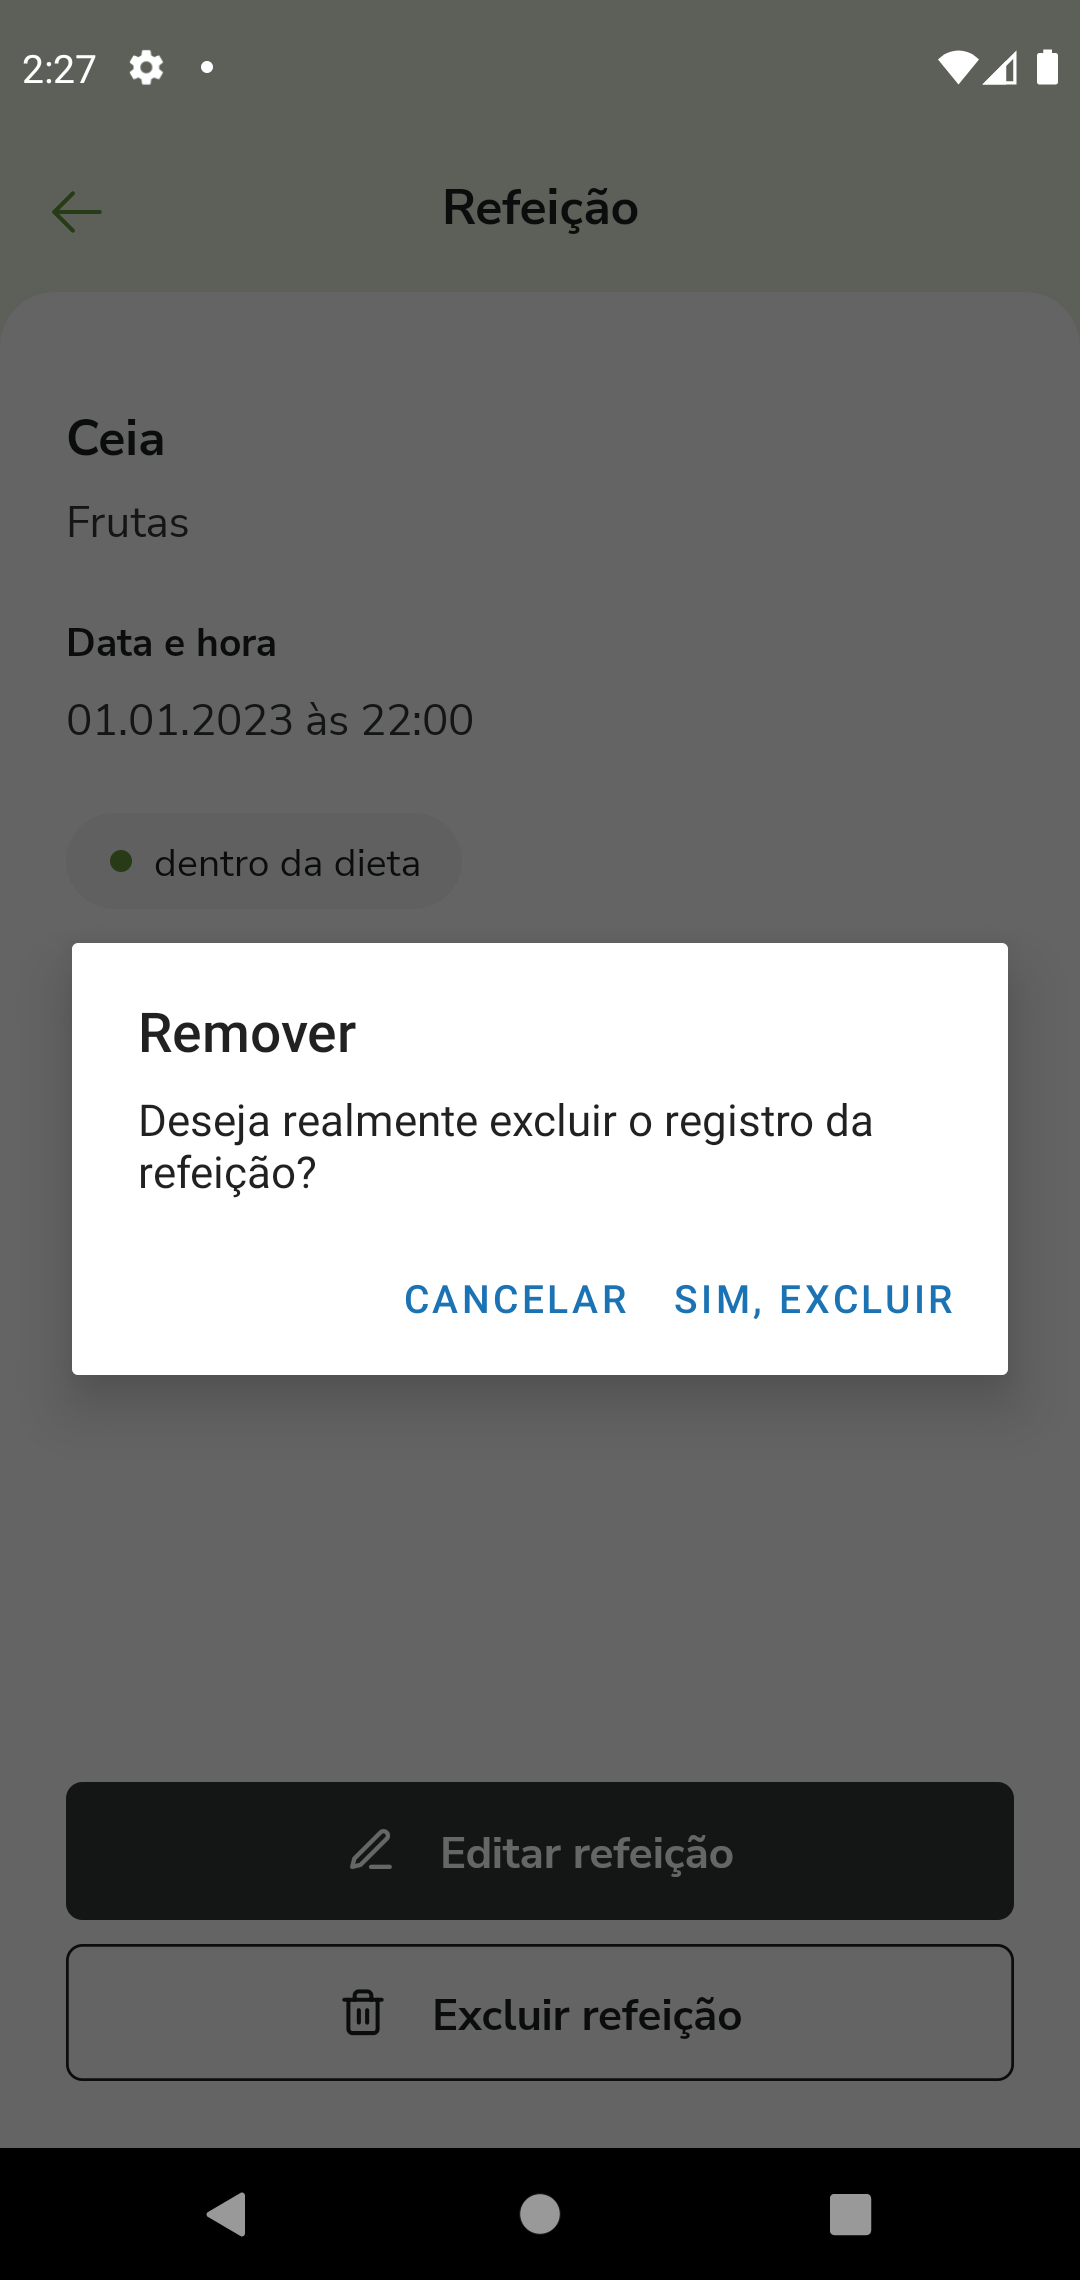 2:27
Refeição
Ceia
Frutas
Data e hora
01.01.2023 às 22:00
dentro da dieta
Remover
Deseja realmente excluir o registro da
refeição?
CANCELAR SIM, EXCLUIR
Editar refeição
Excluir refeição